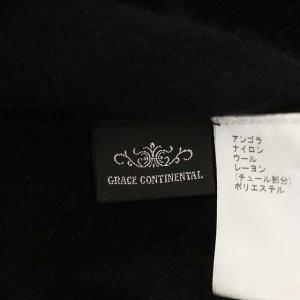 GRACE CONTINENTAL
アンゴラ
ナイロン
ウール
レーヨン
(チュール部分)
ポリエステル